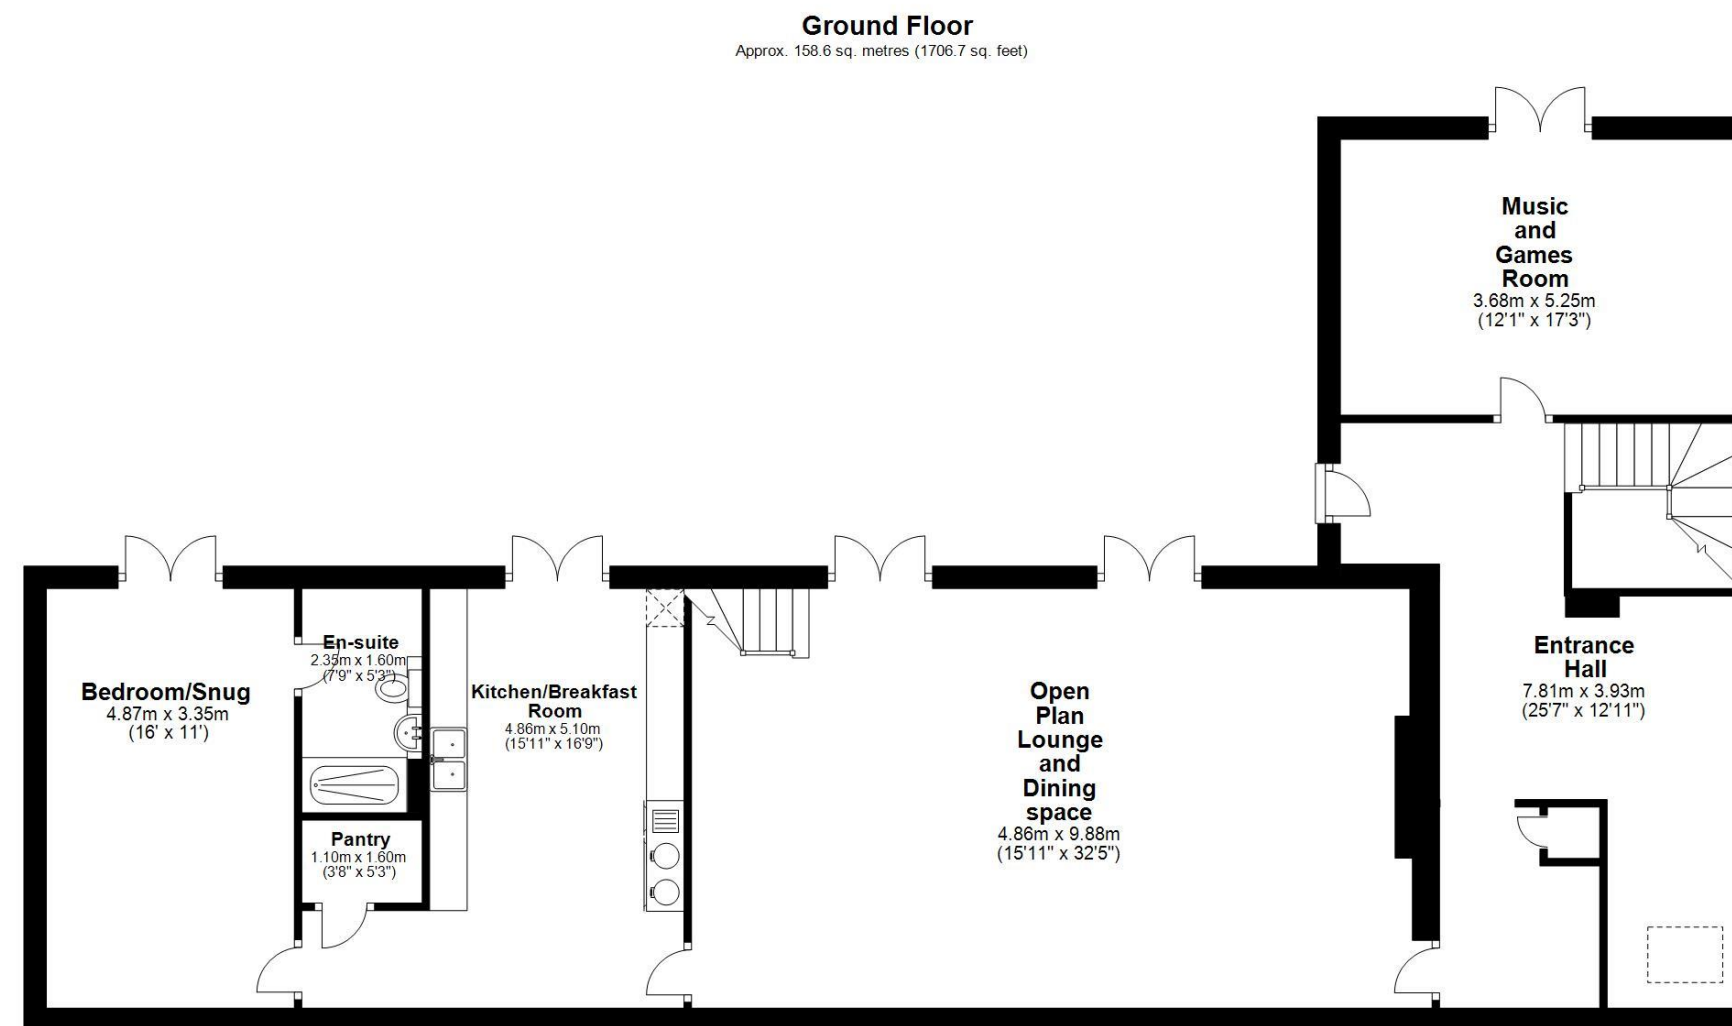 Ground Floor
Approx. 158.6 sq. metres (1706.7 sq. feet)
Music
and
Games
Room
3.68m x 5.25m
(12'1" x 17'3")
En-suite
2.35m x 1.60m
(7'9" x 5'3")
Bedroom/Snug
4.87m x 3.35m
(16' x 11')
Kitchen/Breakfast
Room
4.86m x 5.10m
(15'11" x 16'9")
Pantry
1.10m x 1.60m
(3'8" x 5'3")
Open
Plan
Lounge
and
Dining
space
4.86m x 9.88m
(15'11" x 32'5")
Entrance
Hall
7.81m x 3.93m
(25'7" x 12'11")